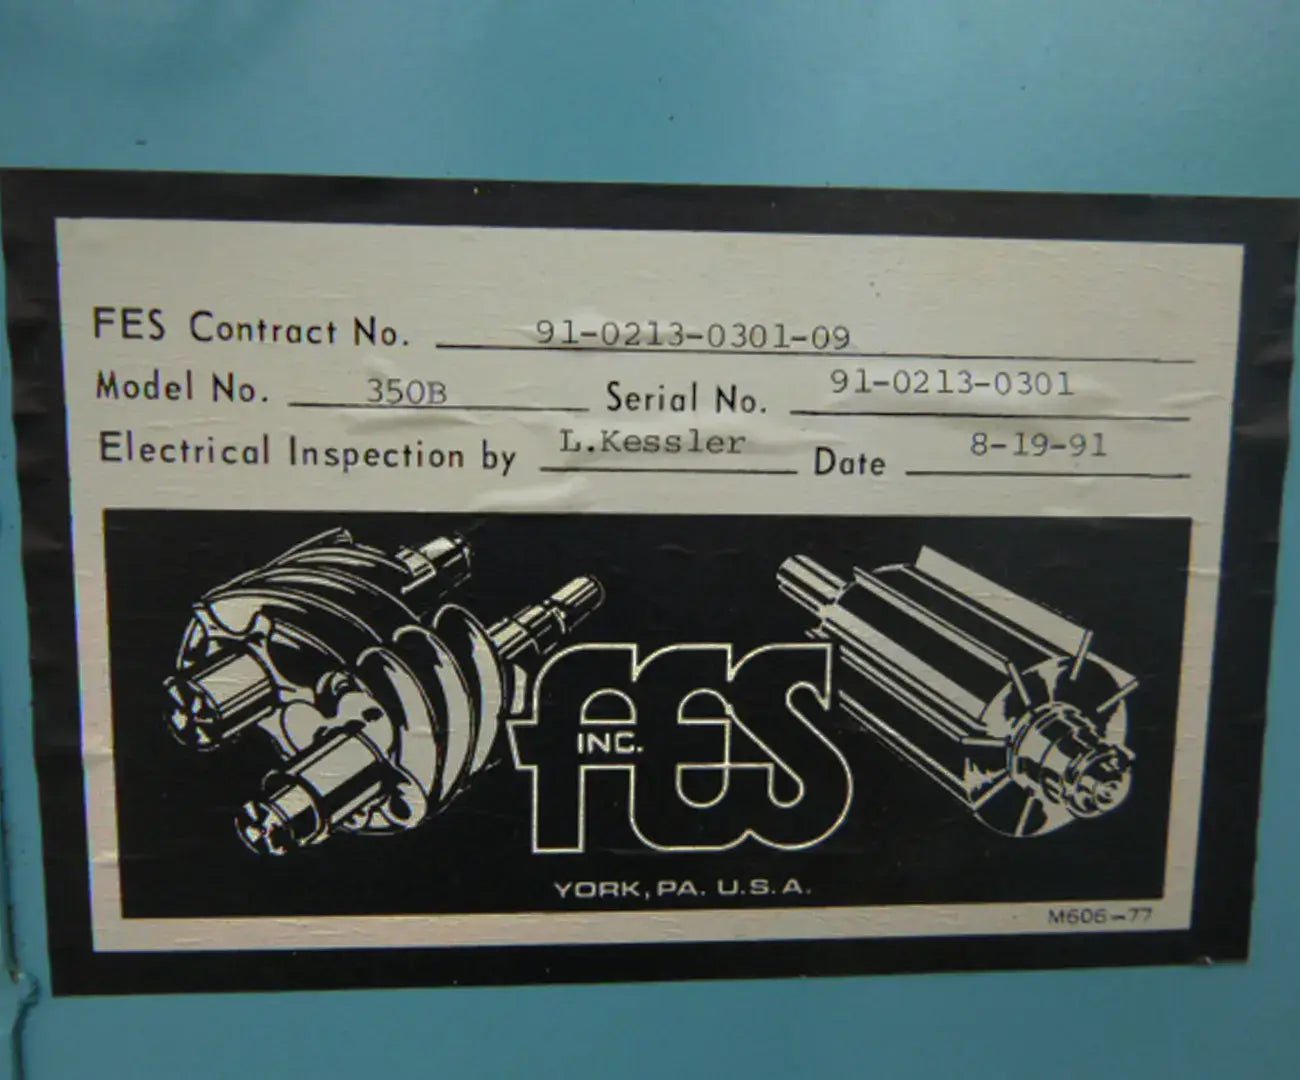 FES Contract No. 91-0213-0301-09
Model No. 350B Serial No. 91-0213-0301
Electrical Inspection by L.Kessler Date 8-19-91
FES
INC.
YORK, PA. U.S.A.
M606-77